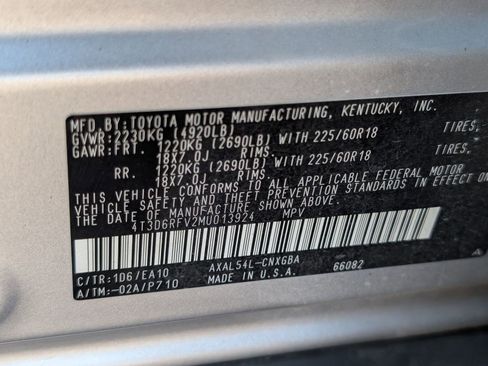 MFD.BY:TOYOTA MOTOR MANUFACTURING, KENTUCKY, INC.
GVWR:2230KG (4920LB)
GAWR:FRT. 1220KG (2690LB) WITH 225/60R18 TIRES,
18X7.0J RIMS.
RR. 1220KG (2690LB) WITH 225/60R18 TIRES,
18X7.0J RIMS.
THIS VEHICLE CONFORMS TO ALL APPLICABLE FEDERAL MOTOR
VEHICLE SAFETY AND THEFT PREVENTION STANDARDS IN EFFECT ON
THE DATE OF MANUFACTURE SHOWN ABOVE.
4T3D6RFV2MU013924 MPV
C/TR:1D6/EA10 AXAL54L-CNXGBA
A/TM:-02A/P710 MADE IN U.S.A. 66082